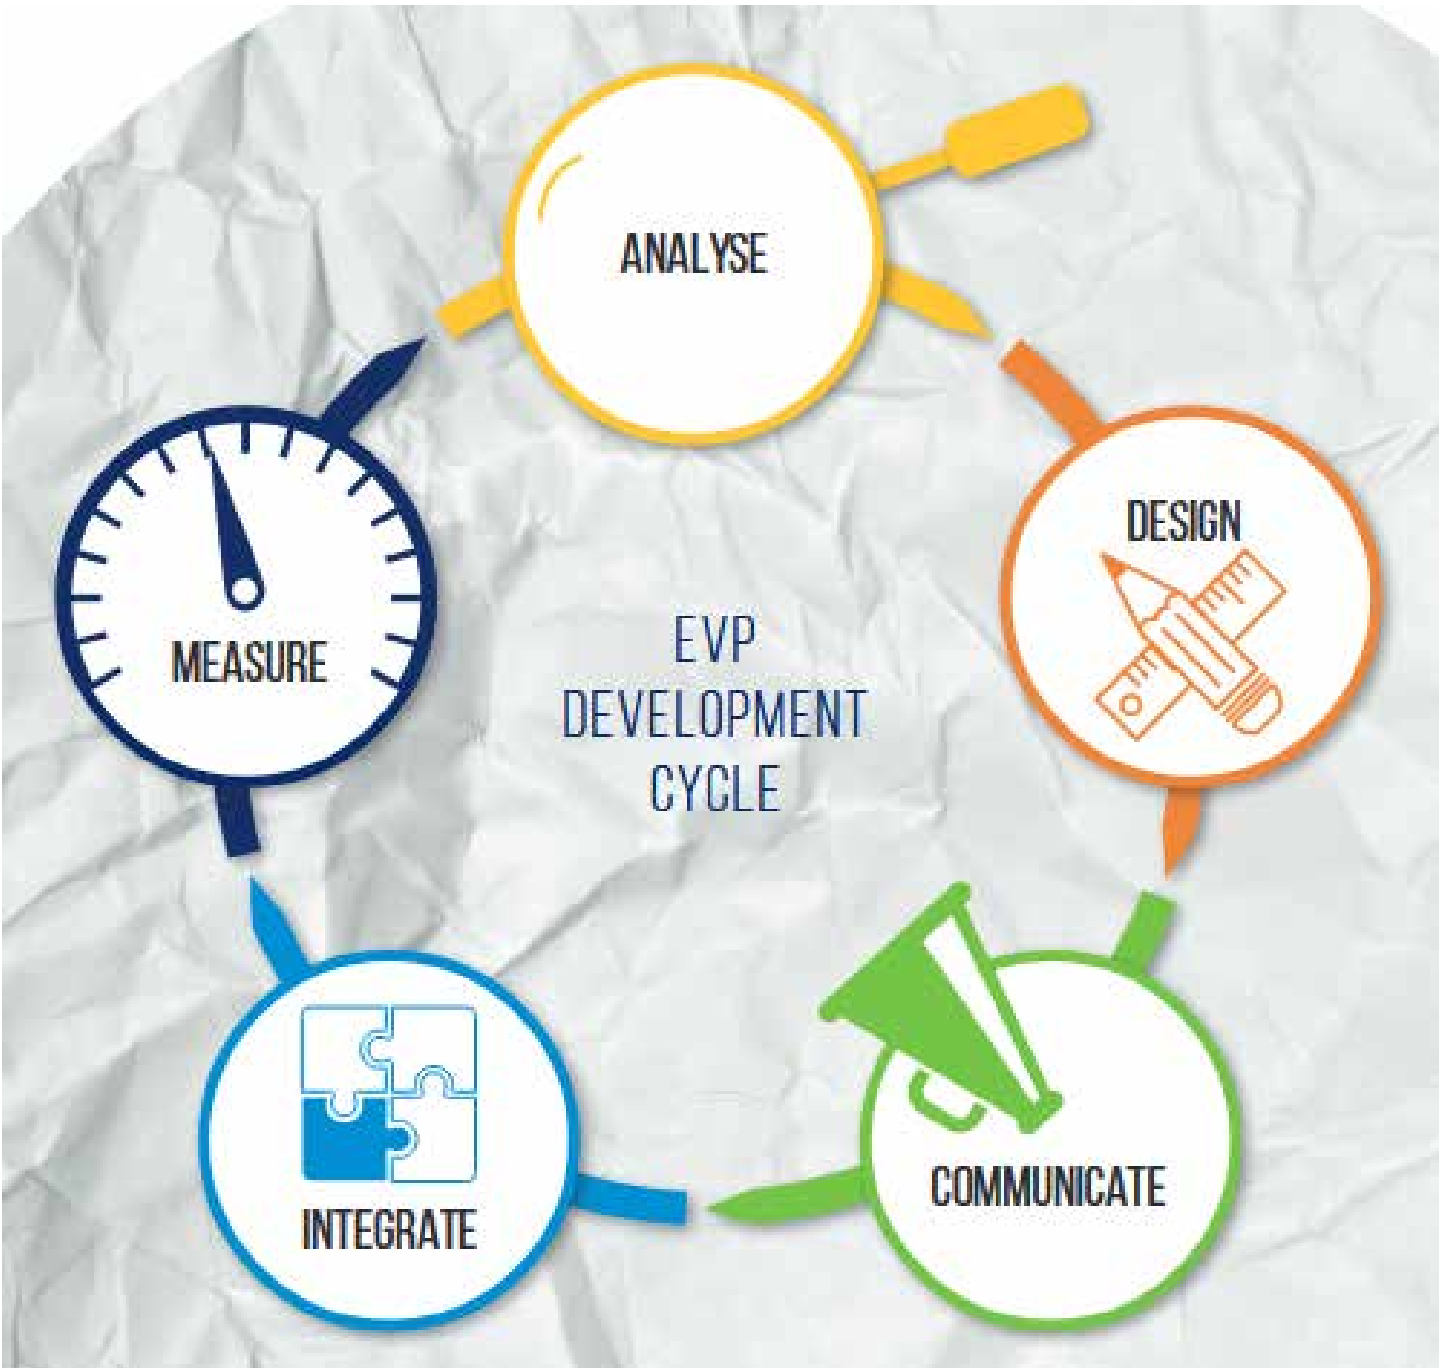 ANALYSE
DESIGN
EVP
DEVELOPMENT
CYCLE
MEASURE
COMMUNICATE
INTEGRATE